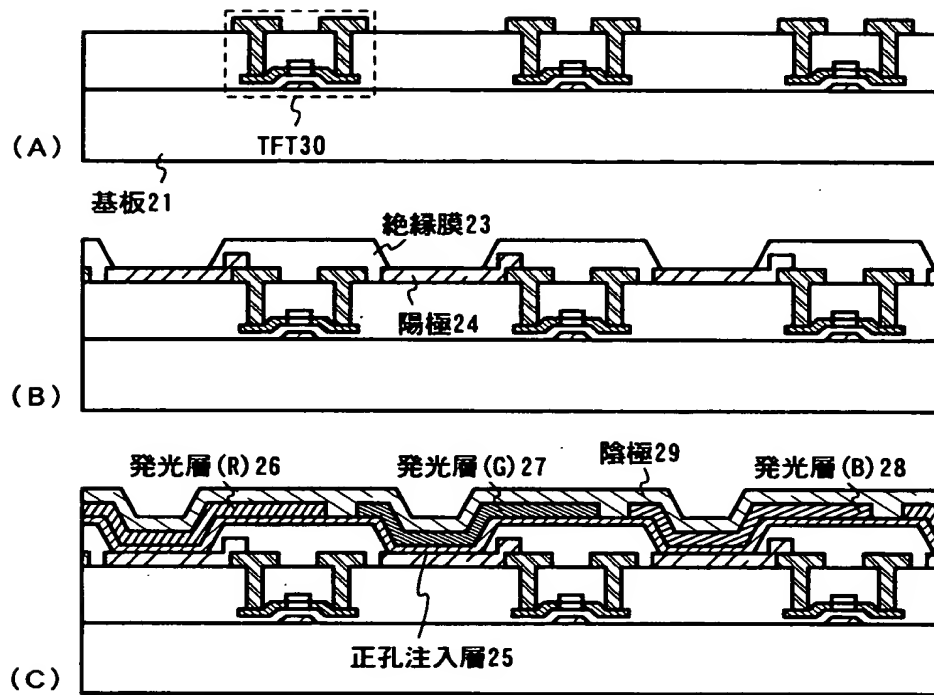 (A)
TFT30
基板21
絶縁膜23
陽極24
(B)
発光層(R)26
発光層(G)27
陰極29
発光層(B)28
正孔注入層25
(C)